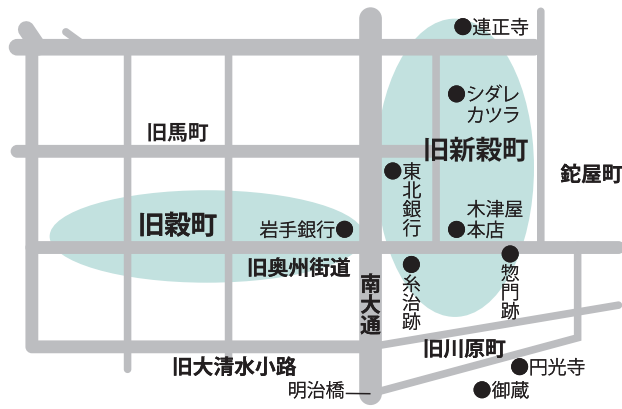 連正寺
シダレ
カツラ
旧馬町
旧新穀町
東北銀行
鉈屋町
旧穀町
岩手銀行
木津屋
本店
旧奥州街道
南大通
糸治跡
惣門跡
旧川原町
旧大清水小路
円光寺
明治橋
御蔵